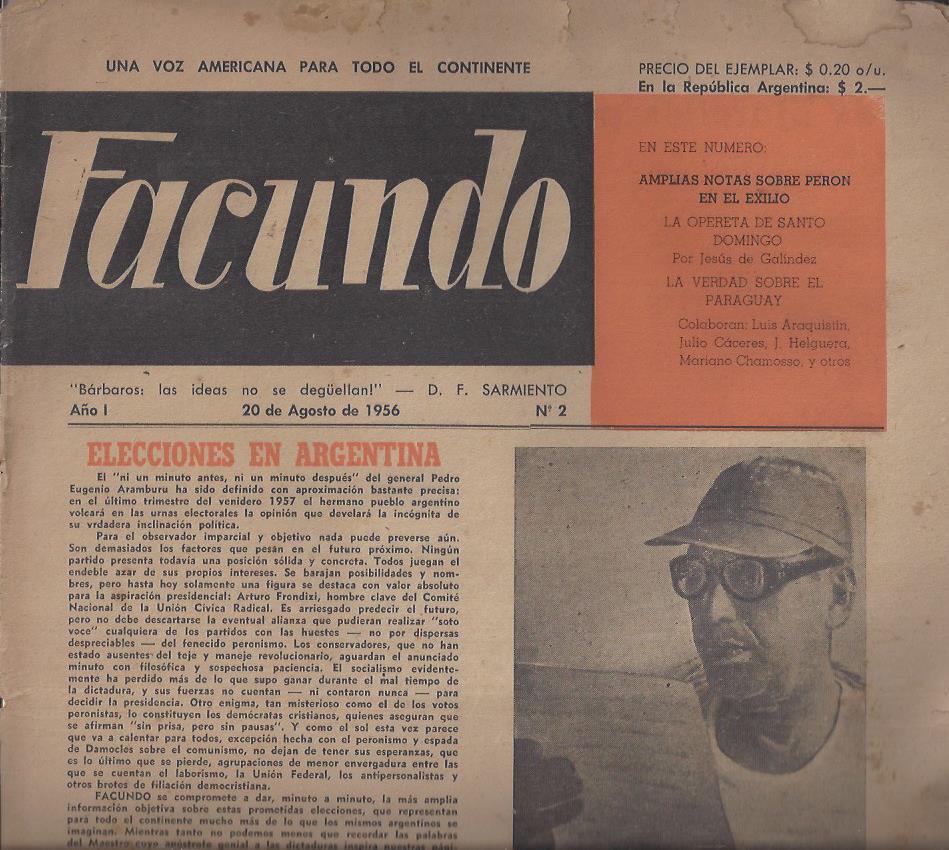 UNA VOZ AMERICANA PARA TODO EL CONTINENTE
PRECIO DEL EJEMPLAR: $ 0.20 o/u.
En la República Argentina: $ 2.—
Facundo
EN ESTE NUMERO:
AMPLIAS NOTAS SOBRE PERON
EN EL EXILIO
LA OPERETA DE SANTO
DOMINGO
Por Jesús de Galíndez
LA VERDAD SOBRE EL
PARAGUAY
Colaboran: Luis Araquistin,
Julio Cáceres, J. Helguera,
Mariano Chamosso, y otros
"Bárbaros: las ideas no se degüellan!" — D. F. SARMIENTO
Año I 20 de Agosto de 1956 Nº 2
ELECCIONES EN ARGENTINA
El "ni un minuto antes, ni un minuto después" del general Pedro
Eugenio Aramburu ha sido definido con aproximación bastante precisa:
en el último trimestre del venidero 1957 el hermano pueblo argentino
volcará en las urnas electorales la opinión que develará la incógnita de
su vrdadera inclinación política.
Para el observador imparcial y objetivo nada puede preverse aún.
Son demasiados los factores que pesan en el futuro próximo. Ningún
partido presenta todavía una posición sólida y concreta. Todos juegan el
endeble azar de sus propios intereses. Se barajan posibilidades y nom-
bres, pero hasta hoy solamente una figura se destaca con valor absoluto
para la aspiración presidencial: Arturo Frondizi, hombre clave del Comité
Nacional de la Unión Cívica Radical. Es arriesgado predecir el futuro,
pero no debe descartarse la eventual alianza que pudieran realizar "soto
voce" cualquiera de los partidos con las huestes — no por dispersas
despreciables — del fenecido peronismo. Los conservadores, que no han
estado ausentes del teje y maneje revolucionario, aguardan el anunciado
minuto con filosófica y sospechosa paciencia. El socialismo evidente-
mente ha perdido más de lo que supo ganar durante el mal tiempo de
la dictadura, y sus fuerzas no cuentan — ni contaron nunca — para
decidir la presidencia. Otro enigma, tan misterioso como el de los votos
peronistas, lo constituyen los demócratas cristianos, quienes aseguran que
se afirman "sin prisa, pero sin pausas". Y como el sol esta vez parece
que va a calentar para todos, excepción hecha con el peronismo y espada
de Damocles sobre el comunismo, no dejan de tener sus esperanzas, que
es lo último que se pierde, agrupaciones de menor envergadura entre las
que se cuentan el laborismo, la Unión Federal, los antipersonalistas y
otros brotes de filiación democristiana.
FACUNDO se compromete a dar, minuto a minuto, la más amplia
información objetiva sobre estas prometidas elecciones, que representan
para todo el continente mucho más de lo que los mismos argentinos se
imaginan. Mientras tanto no podemos menos que recordar las palabras
del Maestro cuyo apóstrofe genial a las dictaduras inspira nuestras pági-